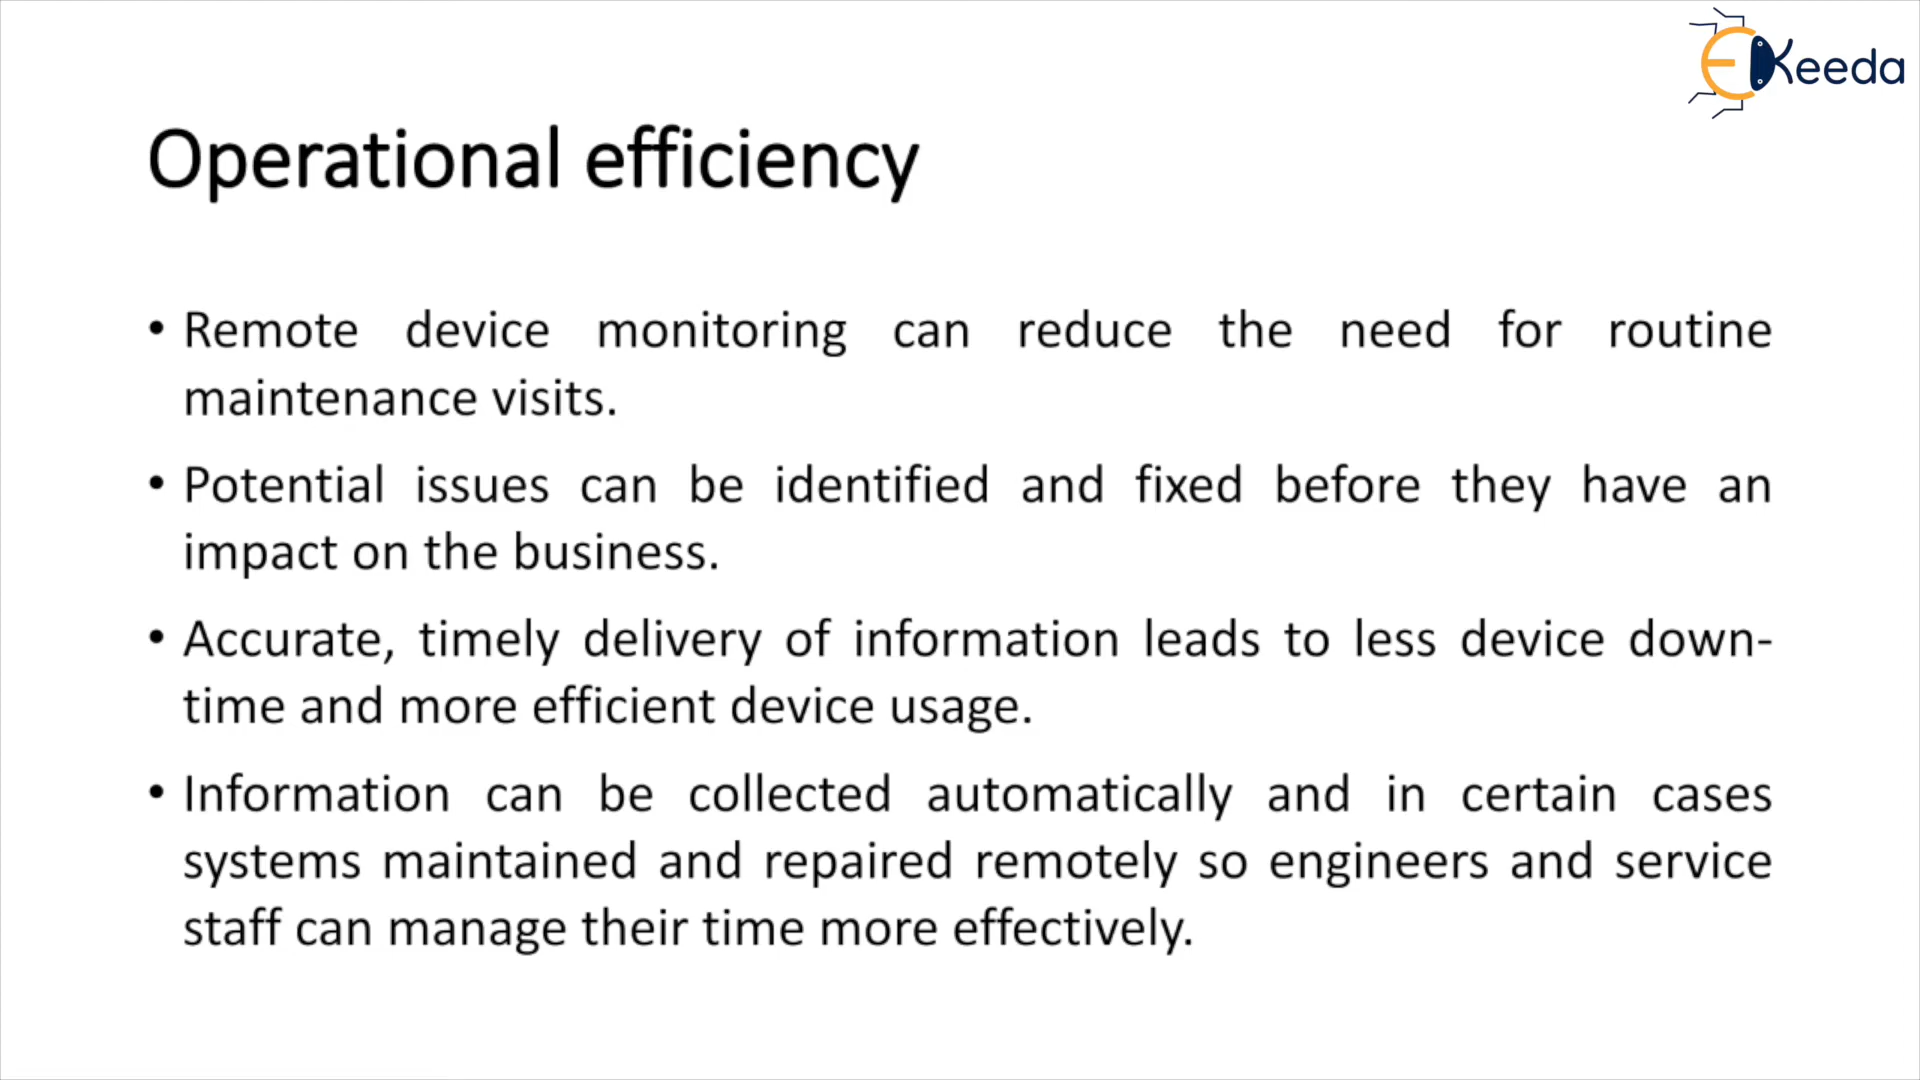 EKeeda
Operational efficiency
• Remote device monitoring can reduce the need for routine
maintenance visits.
• Potential issues can be identified and fixed before they have an
impact on the business.
• Accurate, timely delivery of information leads to less device down-
time and more efficient device usage.
• Information can be collected automatically and in certain cases
systems maintained and repaired remotely so engineers and service
staff can manage their time more effectively.